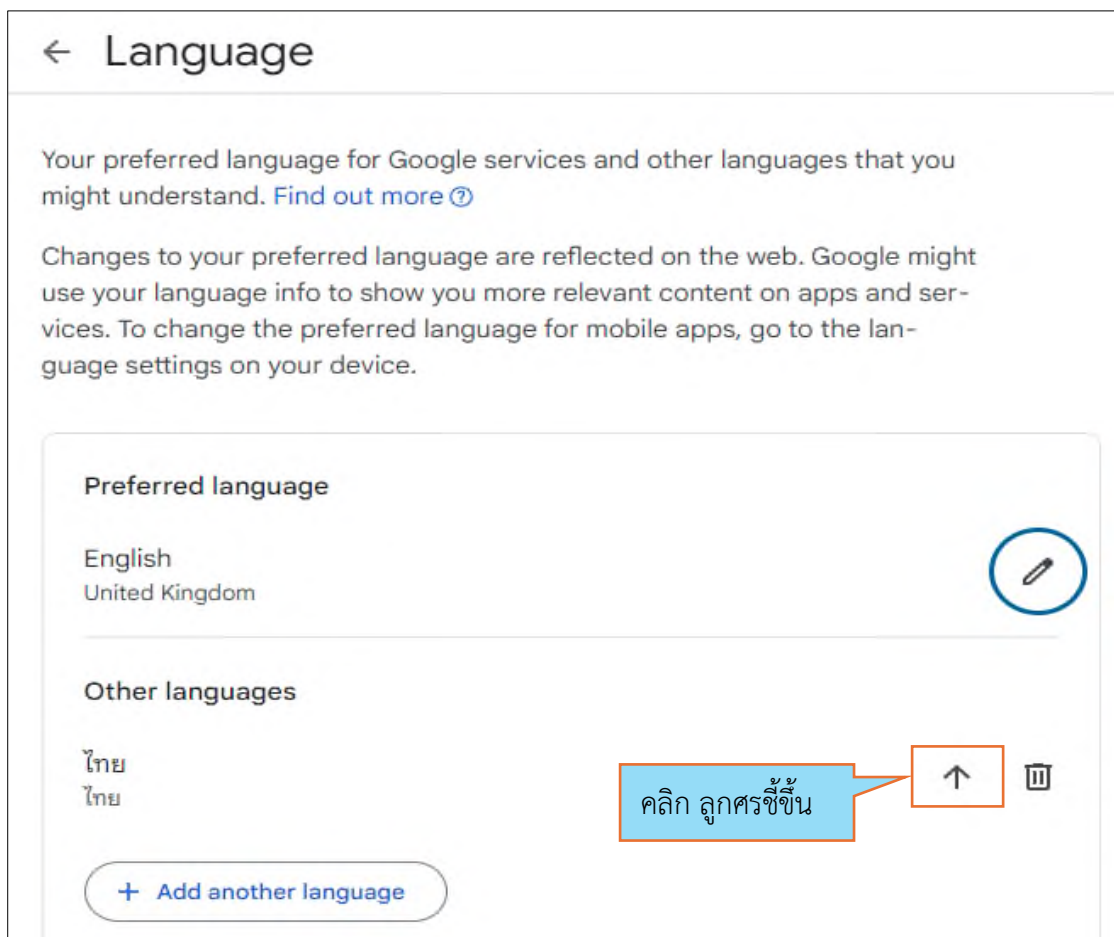 ← Language
Your preferred language for Google services and other languages that you
might understand. Find out more
Changes to your preferred language are reflected on the web. Google might
use your language info to show you more relevant content on apps and ser-
vices. To change the preferred language for mobile apps, go to the lan-
guage settings on your device.
Preferred language
English
United Kingdom
Other languages
ไทย
ไทย
คลิก ลูกศรชี้ขึ้น
+ Add another language